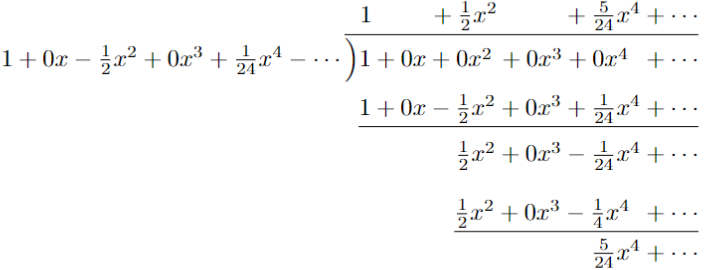 1 + ½x² + 5/24x⁴ + ⋯
1 + 0x − ½x² + 0x³ + 1/24x⁴ − ⋯ ) 1 + 0x + 0x² + 0x³ + 0x⁴ + ⋯
1 + 0x − ½x² + 0x³ + 1/24x⁴ + ⋯
½x² + 0x³ − 1/24x⁴ + ⋯
½x² + 0x³ − ¼x⁴ + ⋯
5/24x⁴ + ⋯